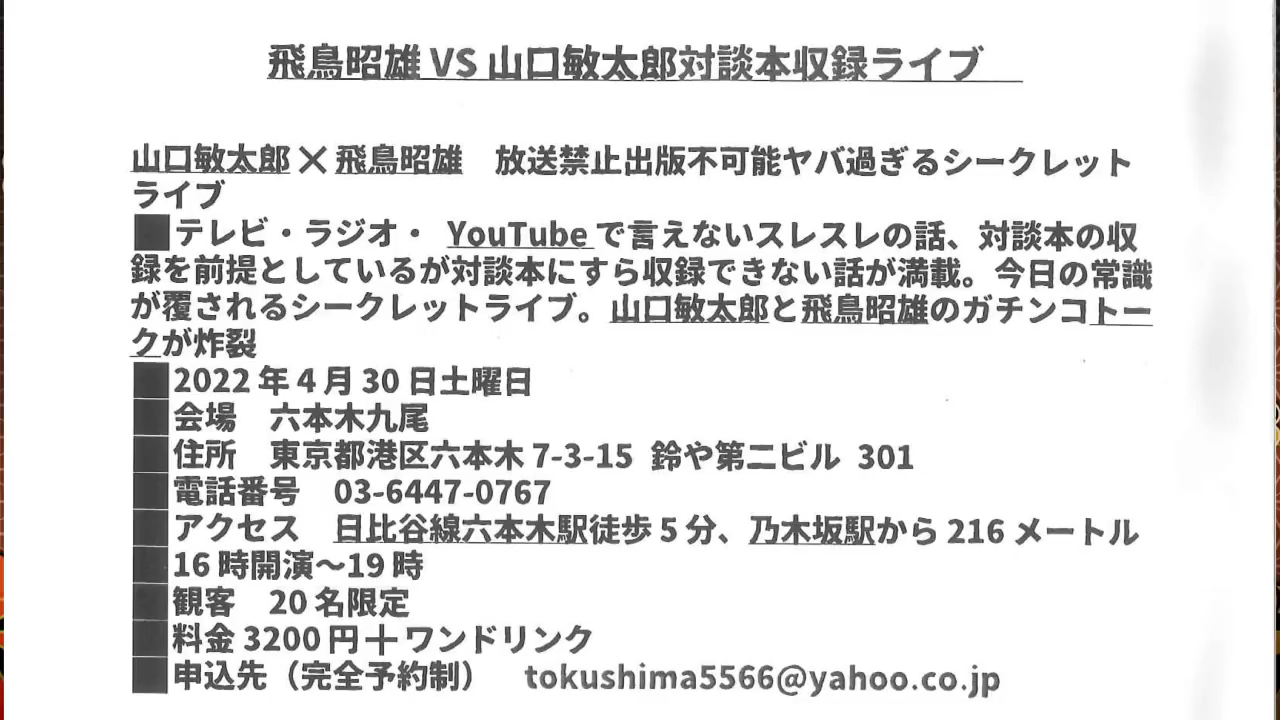 飛鳥昭雄 VS 山口敏太郎対談本収録ライブ
山口敏太郎 × 飛鳥昭雄　放送禁止出版不可能ヤバ過ぎるシークレット
ライブ
■テレビ・ラジオ・ YouTube で言えないスレスレの話、対談本の収
録を前提としているが対談本にすら収録できない話が満載。今日の常識
が覆されるシークレットライブ。山口敏太郎と飛鳥昭雄のガチンコトー
クが炸裂
■2022 年 4 月 30 日土曜日
■会場　六本木九尾
■住所　東京都港区六本木 7-3-15 鈴や第二ビル 301
■電話番号　03-6447-0767
■アクセス　日比谷線六本木駅徒歩 5 分、乃木坂駅から 216 メートル
■16 時開演～19 時
■観客　20 名限定
■料金 3200 円＋ワンドリンク
■申込先（完全予約制）　tokushima5566@yahoo.co.jp